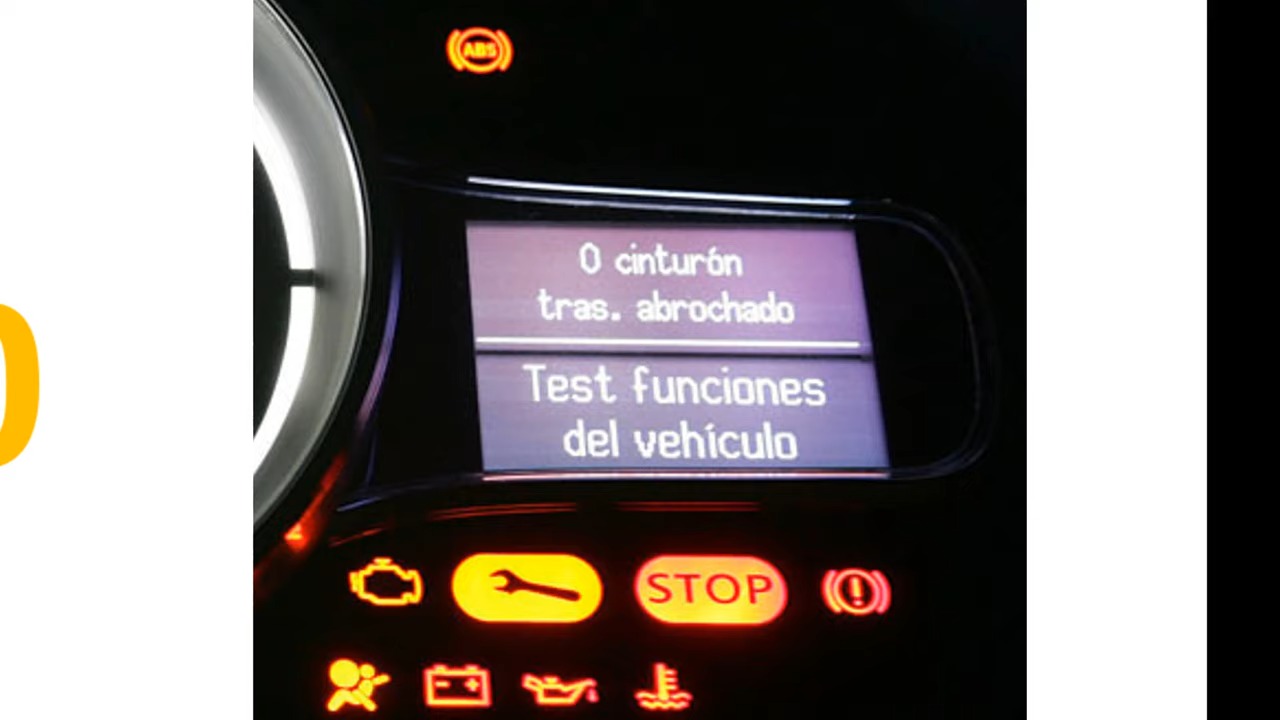 ABS
0 cinturón
tras. abrochado
Test funciones
del vehículo
STOP